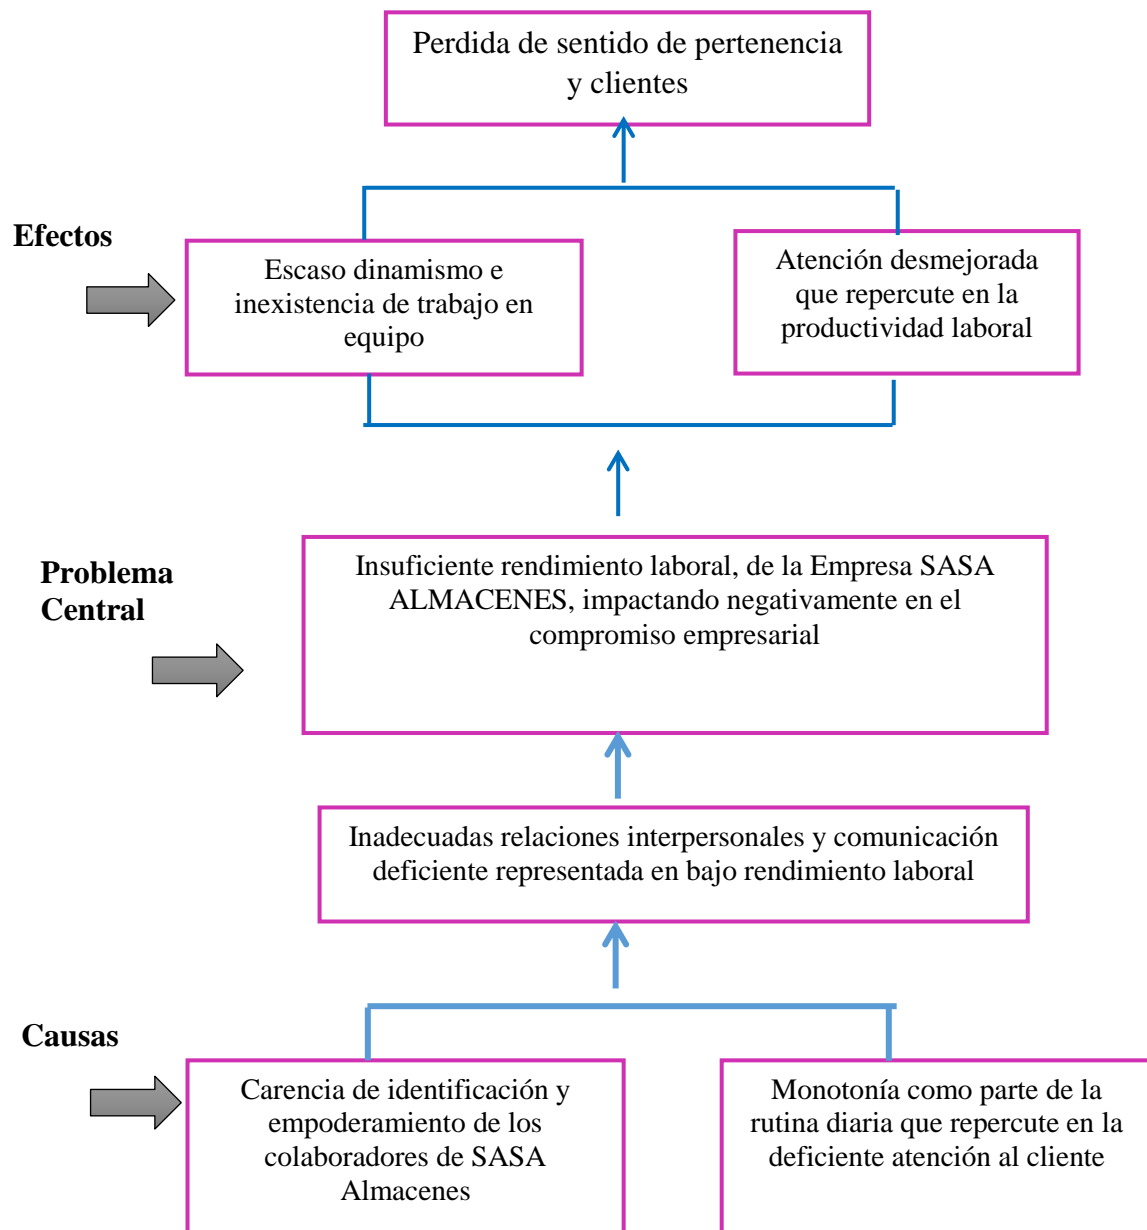 Perdida de sentido de pertenencia
y clientes
Efectos
Escaso dinamismo e
inexistencia de trabajo en
equipo
Atención desmejorada
que repercute en la
productividad laboral
Problema
Central
Insuficiente rendimiento laboral, de la Empresa SASA
ALMACENES, impactando negativamente en el
compromiso empresarial
Inadecuadas relaciones interpersonales y comunicación
deficiente representada en bajo rendimiento laboral
Causas
Carencia de identificación y
empoderamiento de los
colaboradores de SASA
Almacenes
Monotonía como parte de la
rutina diaria que repercute en la
deficiente atención al cliente